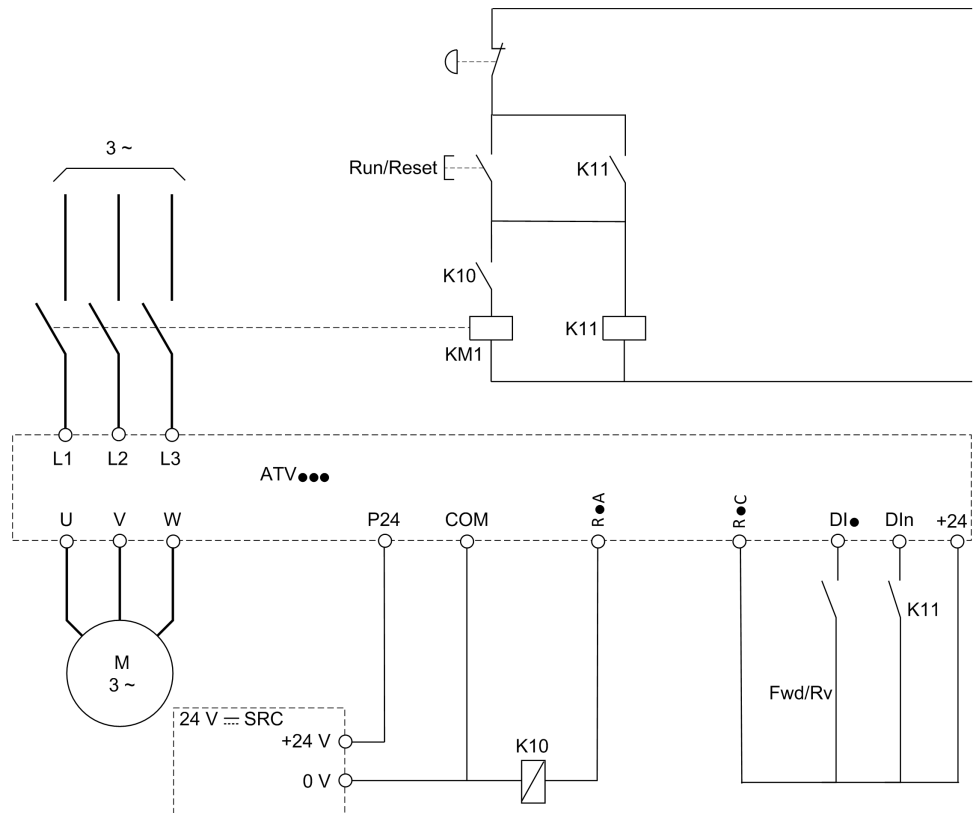 3 ~
Run/Reset
K11
K10
KM1
K11
L1 L2 L3
ATV●●●
U V W P24 COM R●A R●C DI● DIn +24
K11
M
3 ~
Fwd/Rv
24 V ⎓ SRC
+24 V
K10
0 V